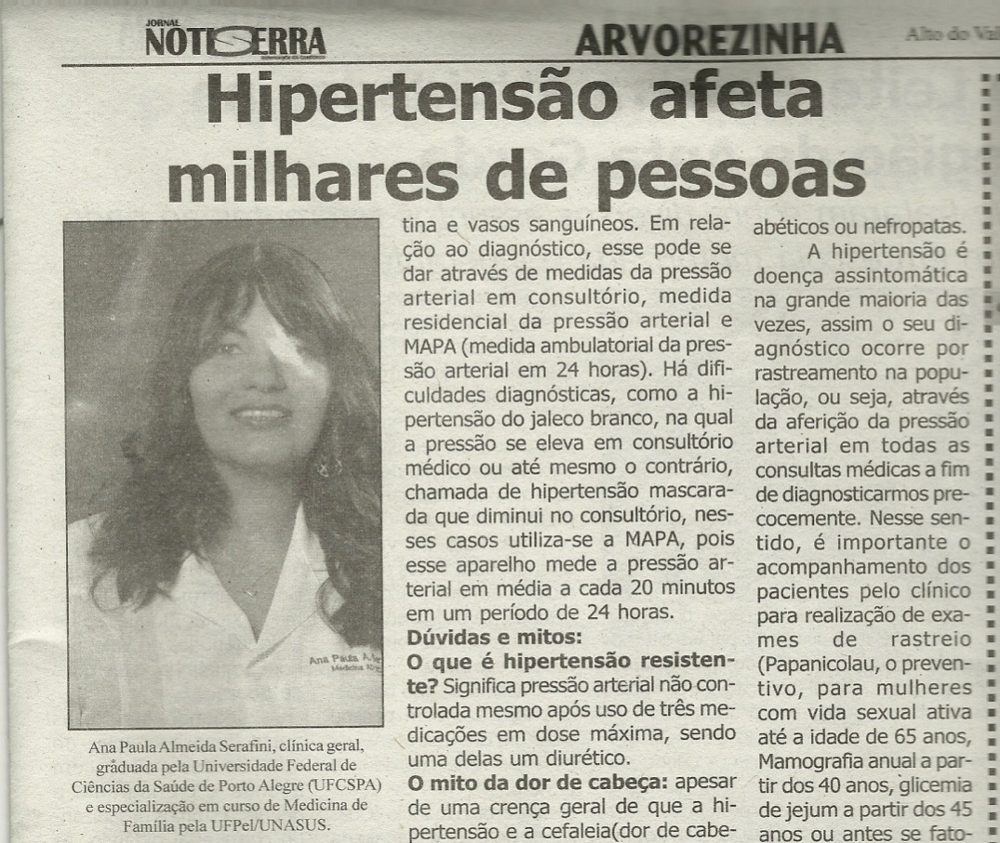 JORNAL
NOTISERRA
ARVOREZINHA
Alto do Val
Hipertensão afeta
milhares de pessoas
Ana Paula
Medicina
Ana Paula Almeida Serafini, clínica geral,
graduada pela Universidade Federal de
Ciências da Saúde de Porto Alegre (UFCSPA)
e especialização em curso de Medicina de
Família pela UFPel/UNASUS.
tina e vasos sanguíneos. Em rela-
ção ao diagnóstico, esse pode se
dar através de medidas da pressão
arterial em consultório, medida
residencial da pressão arterial e
MAPA (medida ambulatorial da pres-
são arterial em 24 horas). Há difi-
culdades diagnósticas, como a hi-
pertensão do jaleco branco, na qual
a pressão se eleva em consultório
médico ou até mesmo o contrário,
chamada de hipertensão mascara-
da que diminui no consultório, nes-
ses casos utiliza-se a MAPA, pois
esse aparelho mede a pressão ar-
terial em média a cada 20 minutos
em um período de 24 horas.
Dúvidas e mitos:
O que é hipertensão resisten-
te? Significa pressão arterial não con-
trolada mesmo após uso de três me-
dicações em dose máxima, sendo
uma delas um diurético.
O mito da dor de cabeça: apesar
de uma crença geral de que a hi-
pertensão e a cefaleia(dor de cabe-
abéticos ou nefropatas.
A hipertensão é
doença assintomática
na grande maioria das
vezes, assim o seu di-
agnóstico ocorre por
rastreamento na popu-
lação, ou seja, através
da aferição da pressão
arterial em todas as
consultas médicas a fim
de diagnosticarmos pre-
cocemente. Nesse sen-
tido, é importante o
acompanhamento dos
pacientes pelo clínico
para realização de exa-
mes de rastreio
(Papanicolau, o preven-
tivo, para mulheres
com vida sexual ativa
até a idade de 65 anos,
Mamografia anual a par-
tir dos 40 anos, glicemia
de jejum a partir dos 45
anos ou antes se fato-